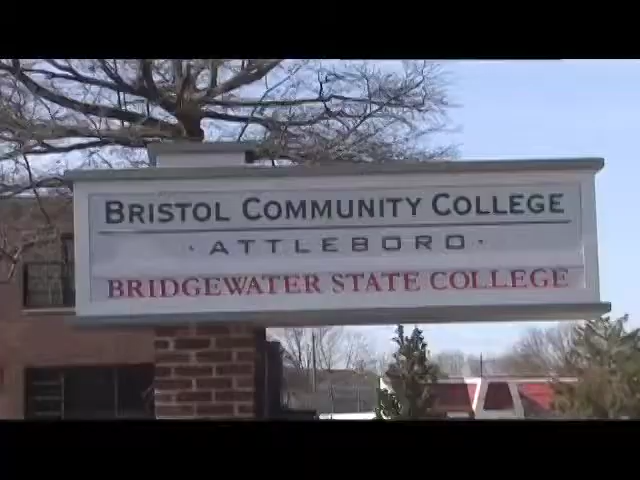 BRISTOL COMMUNITY COLLEGE
· ATTLEBORO ·
BRIDGEWATER STATE COLLEGE